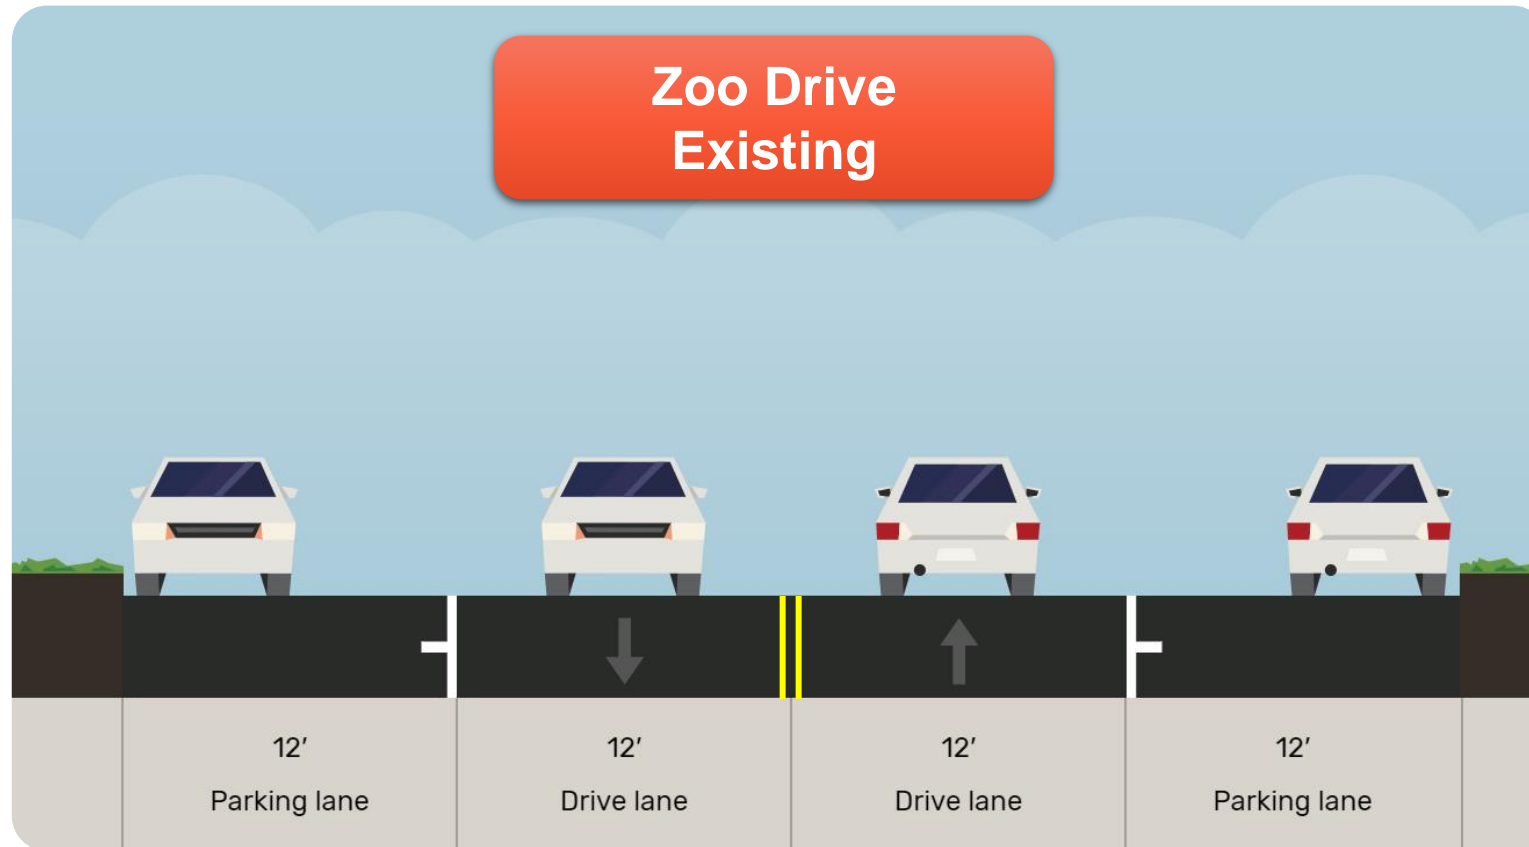 Zoo Drive
Existing
12′ 12′ 12′ 12′
Parking lane Drive lane Drive lane Parking lane